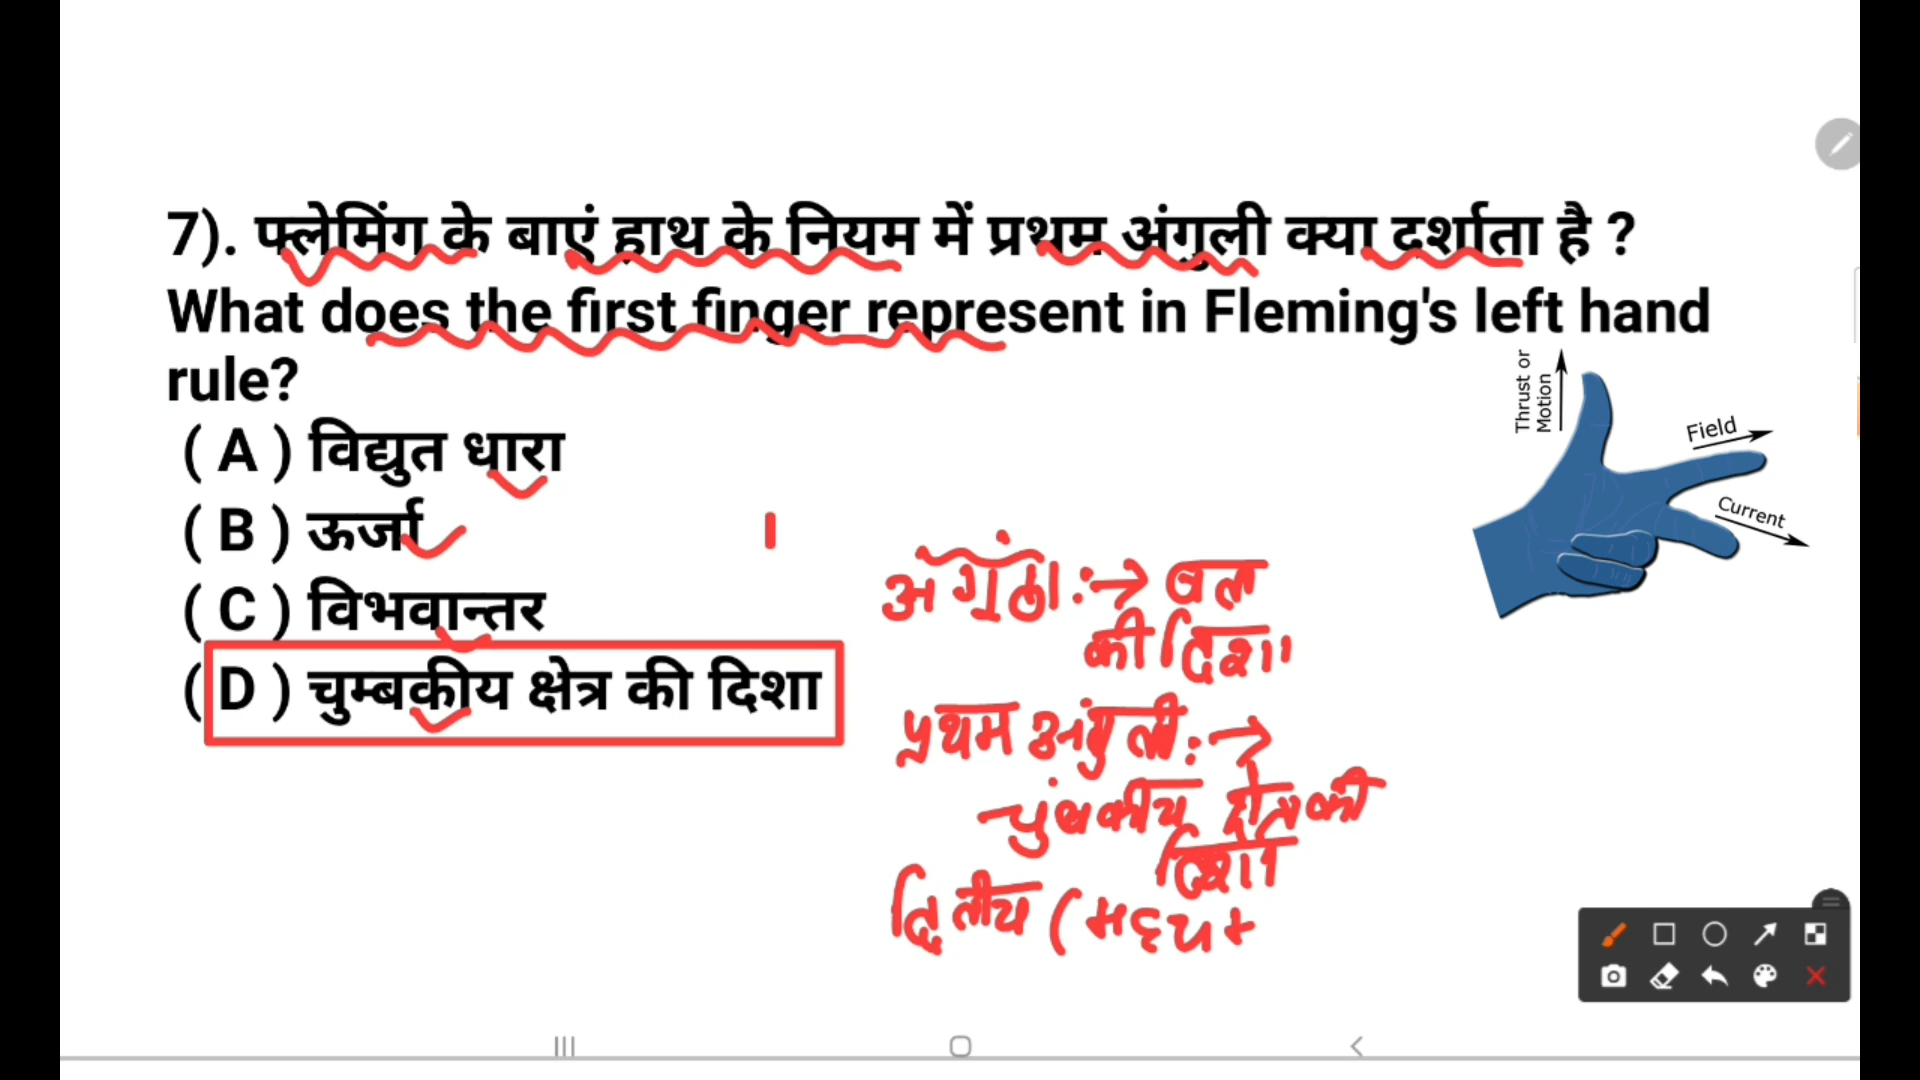 7). फ्लेमिंग के बाएं हाथ के नियम में प्रथम अंगुली क्या दर्शाता है ?
What does the first finger represent in Fleming's left hand
rule?
( A ) विद्युत धारा
( B ) ऊर्जा
( C ) विभवान्तर
( D ) चुम्बकीय क्षेत्र की दिशा
Thrust or
Motion
Field
Current
अंगूठा :→ बल
की दिशा
प्रथम अंगुली :→
चुंबकीय क्षेत्र की
दिशा
द्वितीय (